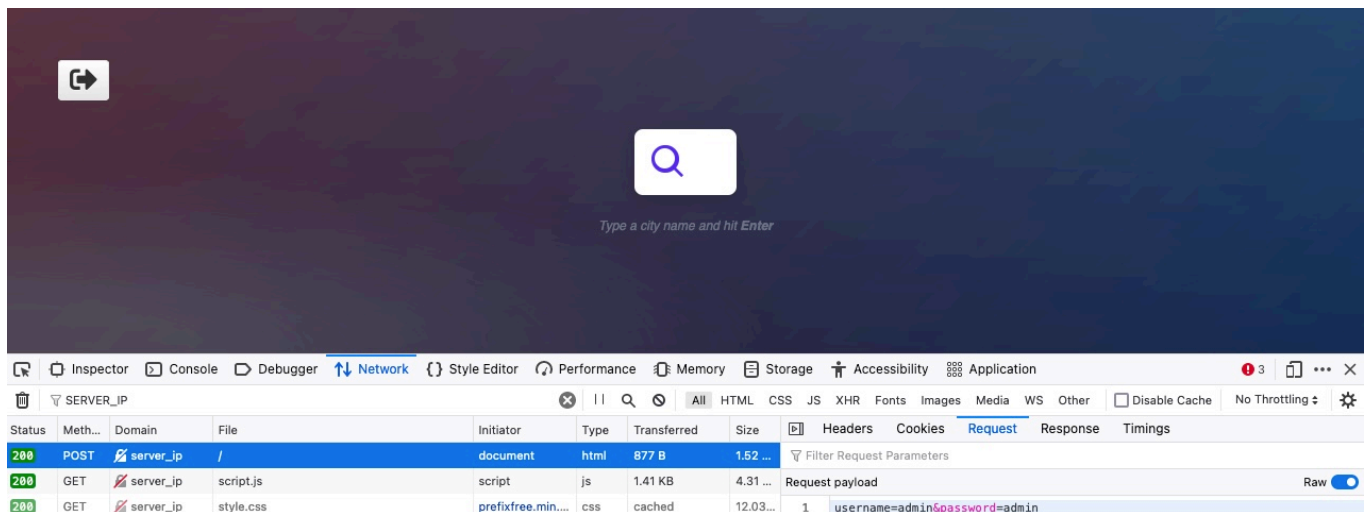 Type a city name and hit Enter
Inspector Console Debugger Network Style Editor Performance Memory Storage Accessibility Application 3
SERVER_IP All HTML CSS JS XHR Fonts Images Media WS Other Disable Cache No Throttling
Status Meth... Domain File Initiator Type Transferred Size Headers Cookies Request Response Timings
200 POST server_ip / document html 877 B 1.52 ... Filter Request Parameters
200 GET server_ip script.js script js 1.41 KB 4.31 ... Request payload Raw
200 GET server_ip style.css prefixfree.min.... css cached 12.03... 1 username=admin&password=admin